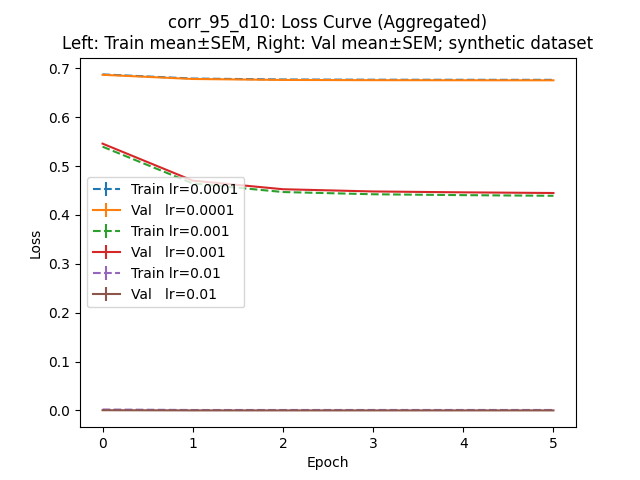 corr_95_d10: Loss Curve (Aggregated)
Left: Train mean±SEM, Right: Val mean±SEM; synthetic dataset
0.7
0.6
0.5
0.4
0.3
0.2
0.1
0.0
Loss
Train lr=0.0001
Val   lr=0.0001
Train lr=0.001
Val   lr=0.001
Train lr=0.01
Val   lr=0.01
0 1 2 3 4 5
Epoch